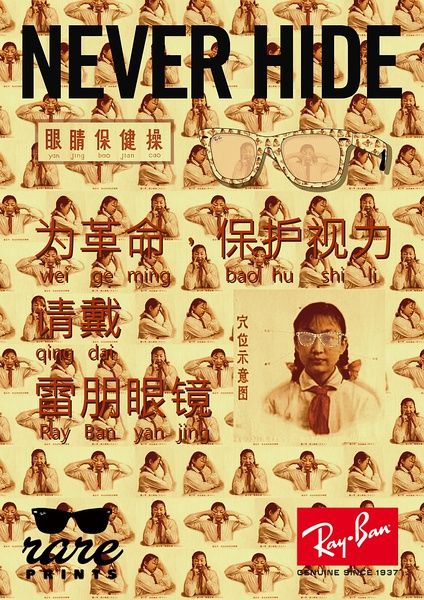 NEVER HIDE
眼睛保健操
yan jing bao jian cao
为革命，保护视力
wei ge ming bao hu shi li
请戴
qing dai
雷朋眼镜
Ray Ban yan jing
穴位示意图
rare
PRINTS
Ray-Ban
GENUINE SINCE 1937